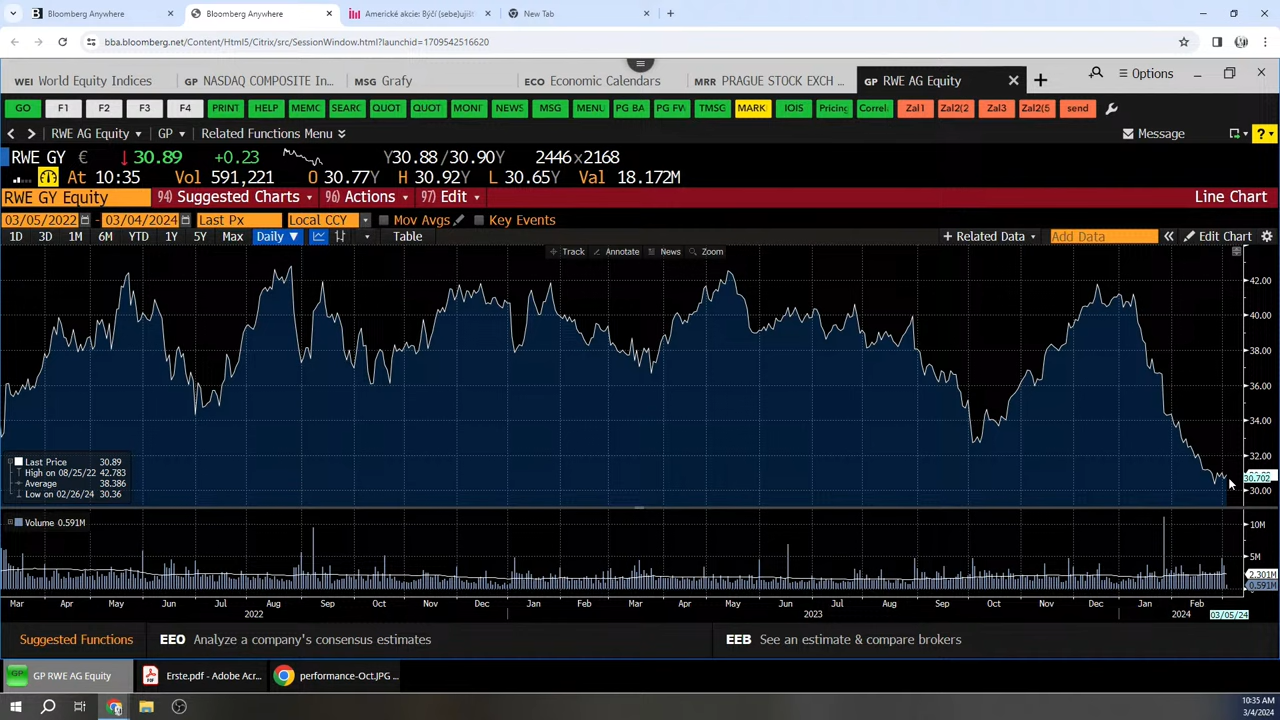 Bloomberg Anywhere
Bloomberg Anywhere
Americké akcie: Býčí (sebe)ujišt
New Tab
bba.bloomberg.net/Content/Html5/Citrix/src/SessionWindow.html?launchid=1709542516620
WEI World Equity Indices
GP NASDAQ COMPOSITE In...
MSG Grafy
ECO Economic Calendars
MRR PRAGUE STOCK EXCH ...
GP RWE AG Equity
Options
GO F1 F2 F3 F4 PRINT HELP MEMC SEARC QUOT QUOT MONI NEWS MSG MENU PG BA PG FW TMSG MARK IOIS Pricing Correl Zal1 Zal2(2 Zal3 Zal2(5 send
RWE AG Equity GP Related Functions Menu Message ?
RWE GY € ↓30.89 +0.23 Y30.88/30.90Y 2446x2168
At 10:35 Vol 591,221 O 30.77Y H 30.92Y L 30.65Y Val 18.172M
RWE GY Equity 94) Suggested Charts 96) Actions 97) Edit Line Chart
03/05/2022 - 03/04/2024 Last Px Local CCY Mov Avgs Key Events
1D 3D 1M 6M YTD 1Y 5Y Max Daily ▼ Table + Related Data Add Data « Edit Chart
Track Annotate News Zoom
42.00
40.00
38.00
36.00
34.00
32.00
30.702
30.00
Last Price 30.89
High on 08/25/22 42.783
Average 38.386
Low on 02/26/24 30.36
Volume 0.591M
10M
5M
2.301M
0.591M
Mar Apr May Jun Jul Aug Sep Oct Nov Dec Jan Feb Mar Apr May Jun Jul Aug Sep Oct Nov Dec Jan Feb
2022 2023 2024 03/05/24
Suggested Functions EEO Analyze a company's consensus estimates EEB See an estimate & compare brokers
GP GP RWE AG Equity
Erste.pdf - Adobe Acr...
performance-Oct.JPG ...
10:35 AM
3/4/2024